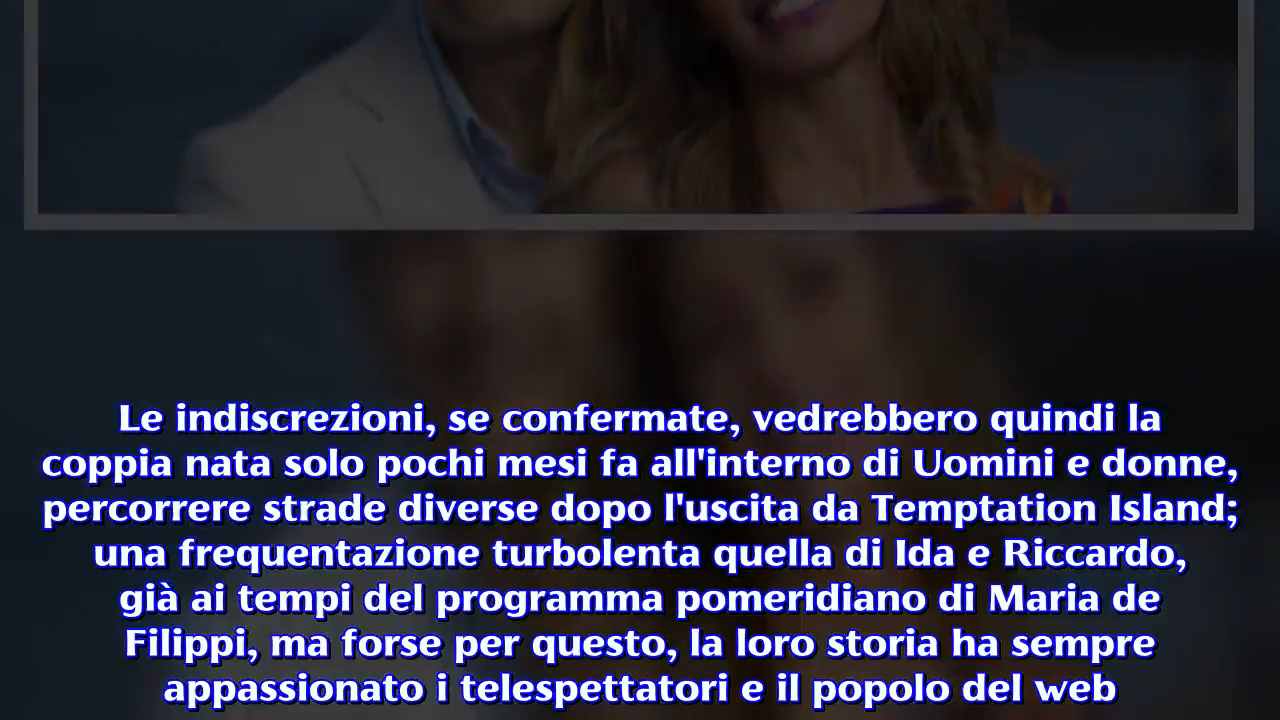 Le indiscrezioni, se confermate, vedrebbero quindi la
coppia nata solo pochi mesi fa all'interno di Uomini e donne,
percorrere strade diverse dopo l'uscita da Temptation Island;
una frequentazione turbolenta quella di Ida e Riccardo,
già ai tempi del programma pomeridiano di Maria de
Filippi, ma forse per questo, la loro storia ha sempre
appassionato i telespettatori e il popolo del web